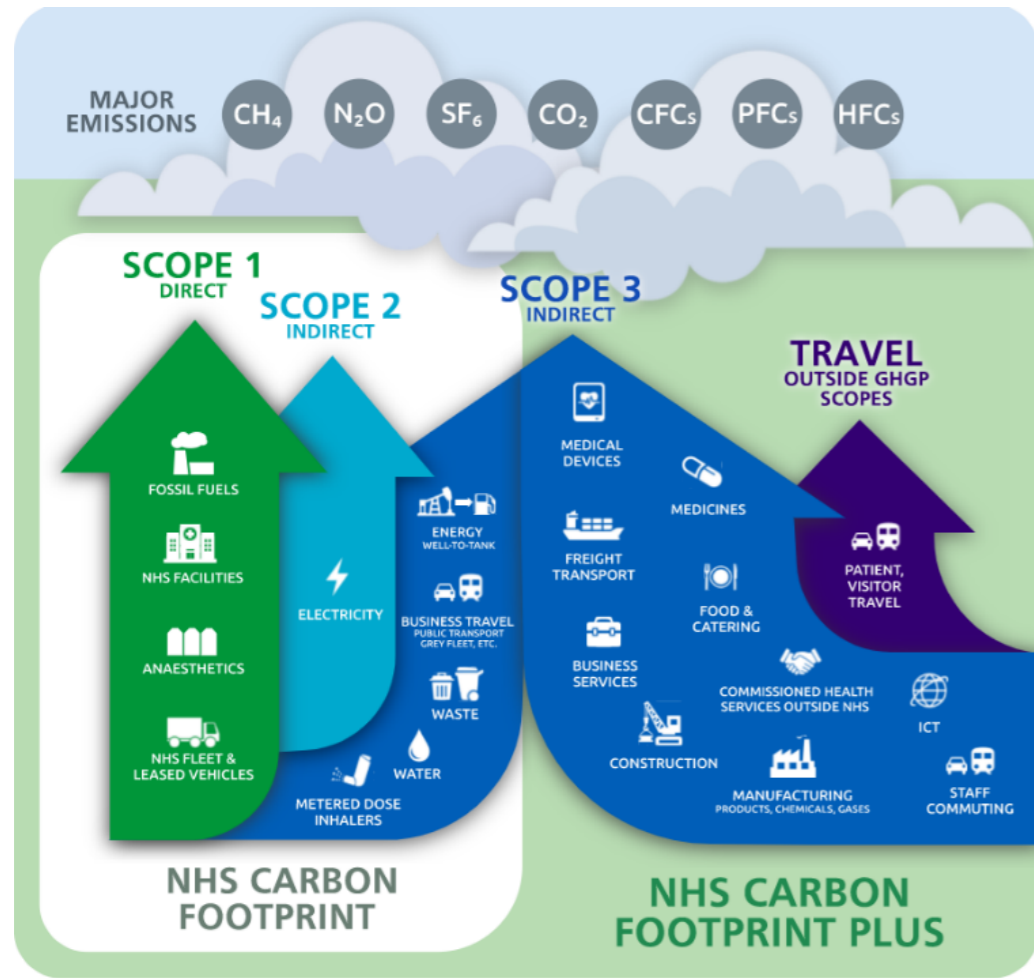 MAJOR
EMISSIONS
CH₄
N₂O
SF₆
CO₂
CFCs
PFCs
HFCs
SCOPE 1
DIRECT
SCOPE 2
INDIRECT
SCOPE 3
INDIRECT
TRAVEL
OUTSIDE GHGP
SCOPES
FOSSIL FUELS
NHS FACILITIES
ANAESTHETICS
NHS FLEET &
LEASED VEHICLES
ELECTRICITY
ENERGY
WELL-TO-TANK
BUSINESS TRAVEL
PUBLIC TRANSPORT
GREY FLEET, ETC.
WASTE
WATER
METERED DOSE
INHALERS
MEDICAL
DEVICES
MEDICINES
FREIGHT
TRANSPORT
FOOD &
CATERING
BUSINESS
SERVICES
COMMISSIONED HEALTH
SERVICES OUTSIDE NHS
ICT
CONSTRUCTION
MANUFACTURING
PRODUCTS, CHEMICALS, GASES
STAFF
COMMUTING
PATIENT,
VISITOR
TRAVEL
NHS CARBON
FOOTPRINT
NHS CARBON
FOOTPRINT PLUS